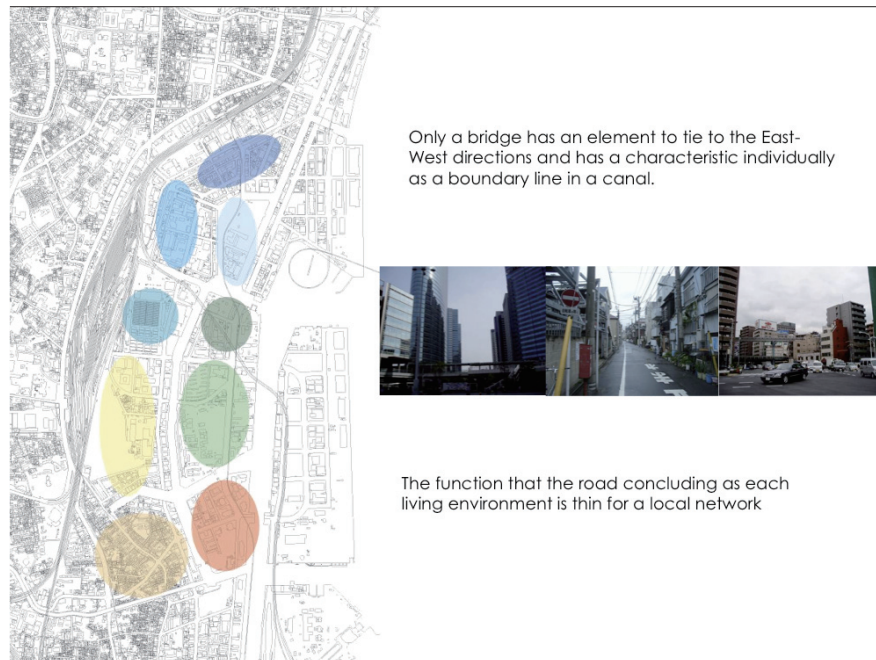 Only a bridge has an element to tie to the East-
West directions and has a characteristic individually
as a boundary line in a canal.
The function that the road concluding as each
living environment is thin for a local network